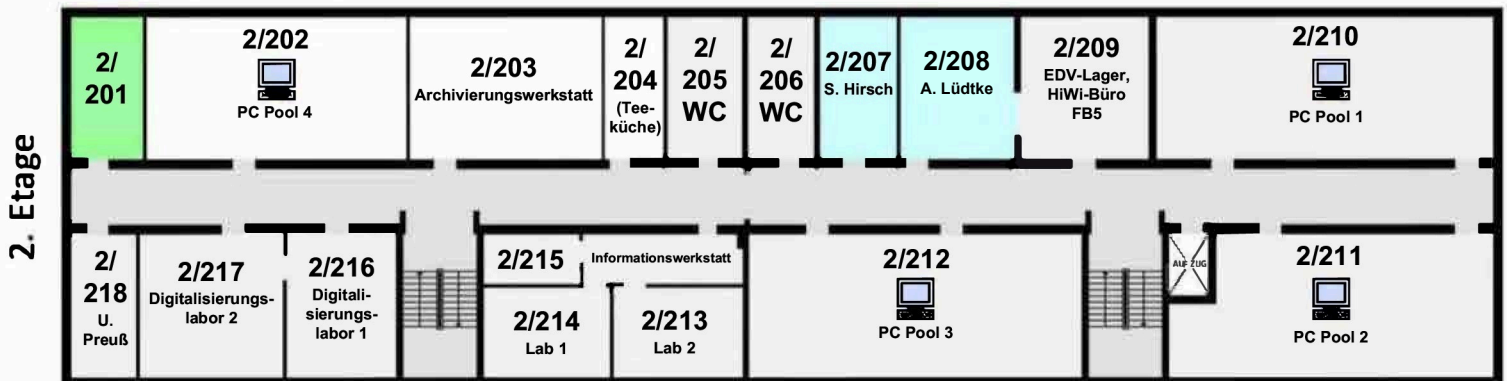 2. Etage
2/
201
2/202
PC Pool 4
2/203
Archivierungswerkstatt
2/
204
(Tee-
küche)
2/
205
WC
2/
206
WC
2/207
S. Hirsch
2/208
A. Lüdtke
2/209
EDV-Lager,
HiWi-Büro
FB5
2/210
PC Pool 1
2/
218
U.
Preuß
2/217
Digitalisierungs-
labor 2
2/216
Digitali-
sierungs-
labor 1
2/215
Informationswerkstatt
2/214
Lab 1
2/213
Lab 2
2/212
PC Pool 3
AUFZUG
2/211
PC Pool 2